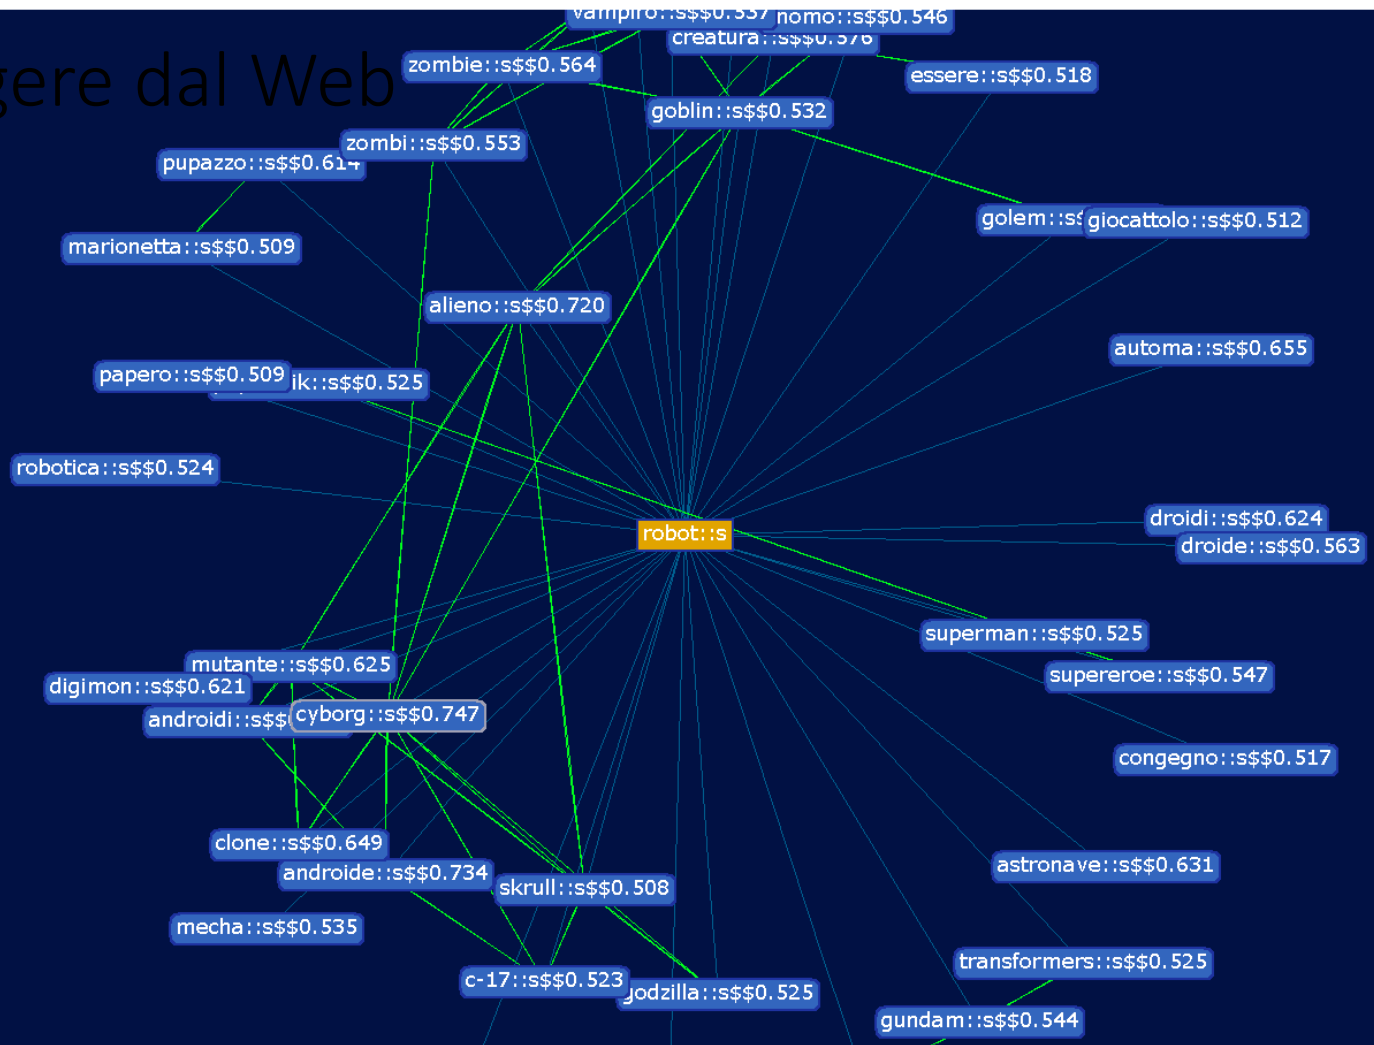 vampiro::s$$0.537
nomo::s$$0.546
creatura::s$$0.576
zombie::s$$0.564
essere::s$$0.518
gere dal Web
goblin::s$$0.532
zombi::s$$0.553
pupazzo::s$$0.614
golem::s$
giocattolo::s$$0.512
marionetta::s$$0.509
alieno::s$$0.720
automa::s$$0.655
papero::s$$0.509
ik::s$$0.525
robotica::s$$0.524
droidi::s$$0.624
robot::s
droide::s$$0.563
superman::s$$0.525
mutante::s$$0.625
supereroe::s$$0.547
digimon::s$$0.621
androidi::s$$
cyborg::s$$0.747
congegno::s$$0.517
clone::s$$0.649
astronave::s$$0.631
androide::s$$0.734
skrull::s$$0.508
mecha::s$$0.535
transformers::s$$0.525
c-17::s$$0.523
godzilla::s$$0.525
gundam::s$$0.544